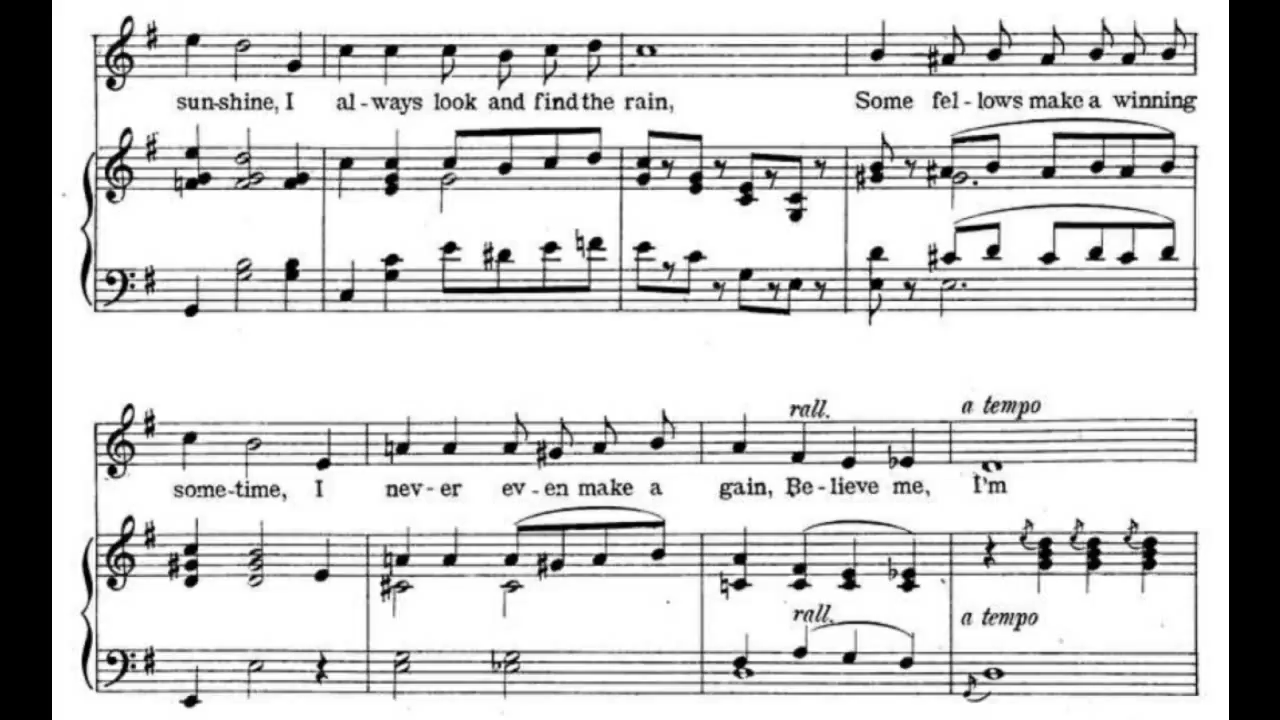 sun-shine, I al-ways look and find the rain, Some fel-lows make a winning
rall. a tempo
some-time, I nev-er ev-en make a gain, Be-lieve me, I'm
rall. a tempo